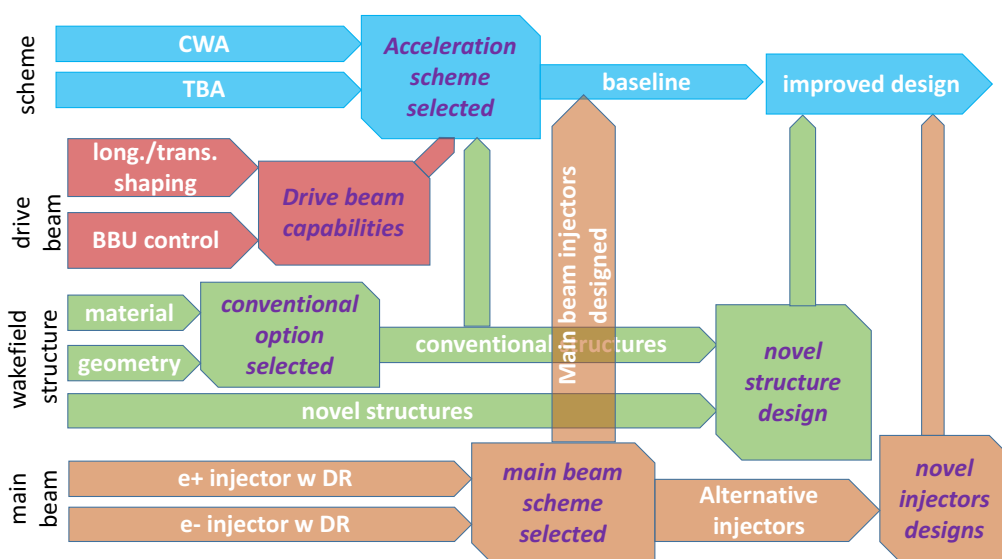 scheme
CWA
TBA
Acceleration
scheme
selected
baseline
improved design
drive
beam
long./trans.
shaping
BBU control
Drive beam
capabilities
wakefield
structure
material
geometry
conventional
option
selected
conventional structures
novel structures
Main beam injectors
designed
novel
structure
design
main
beam
e+ injector w DR
e- injector w DR
main beam
scheme
selected
Alternative
injectors
novel
injectors
designs